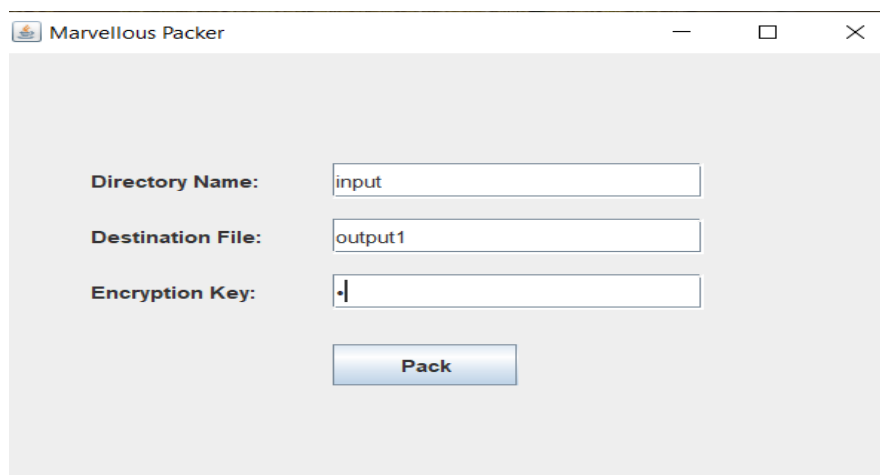 Marvellous Packer
Directory Name: input
Destination File: output1
Encryption Key: •
Pack